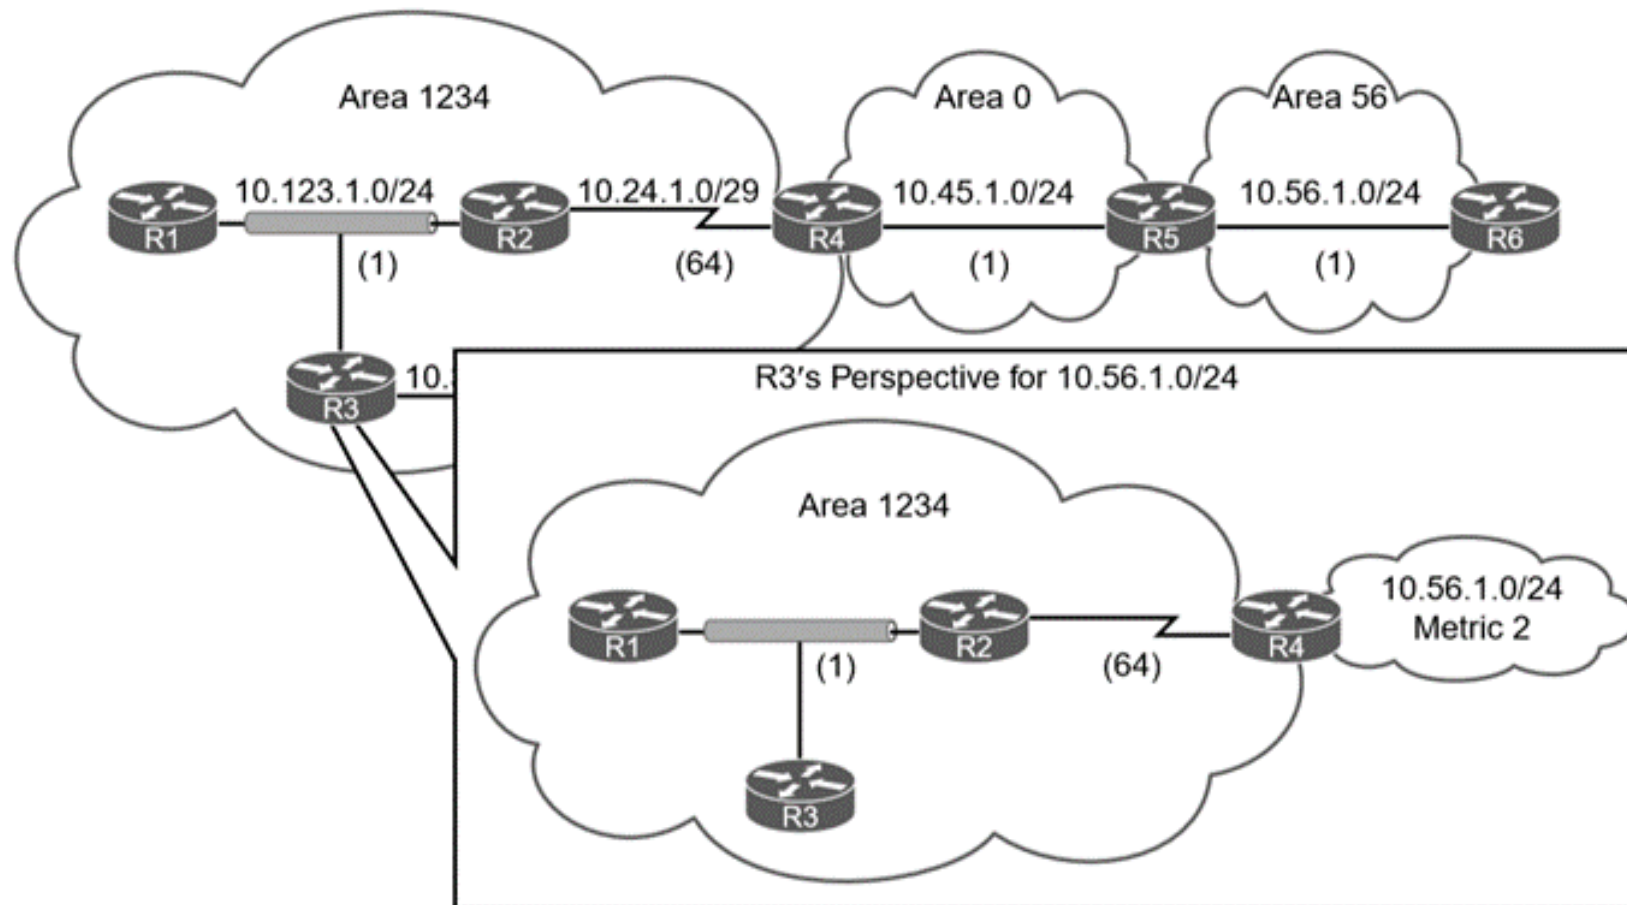 Area 1234
Area 0
Area 56
10.123.1.0/24
10.24.1.0/29
10.45.1.0/24
10.56.1.0/24
R1
R2
R4
R5
R6
(1)
(64)
(1)
(1)
R3
10.
R3's Perspective for 10.56.1.0/24
Area 1234
10.56.1.0/24
Metric 2
R1
R2
R4
(1)
(64)
R3